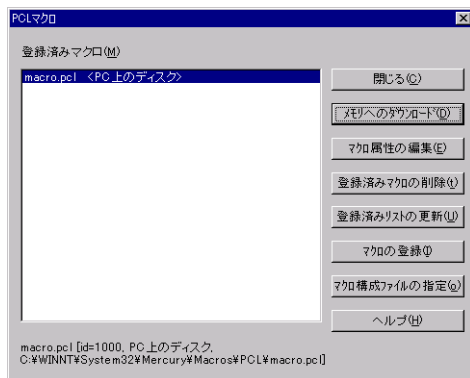 PCLﾏｸﾛ
登録済みマクロ(M)
macro.pcl <PC上のディスク>
閉じる(C)
ﾒﾓﾘへのﾀﾞｳﾝﾛｰﾄﾞ(D)
ﾏｸﾛ属性の編集(E)
登録済みﾏｸﾛの削除(t)
登録済みﾘｽﾄの更新(U)
ﾏｸﾛの登録(I)
ﾏｸﾛ構成ﾌｧｲﾙの指定(o)
ヘルプ(H)
macro.pcl [id=1000, PC上のディスク,
C:¥WINNT¥System32¥Mercury¥Macros¥PCL¥macro.pcl]